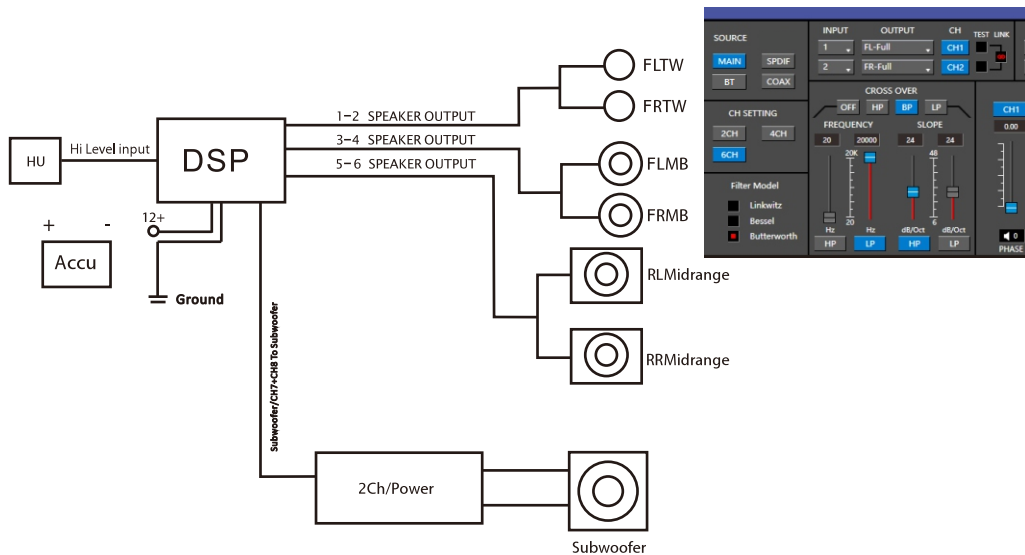 HU
Hi Level input
DSP
1-2 SPEAKER OUTPUT
3-4 SPEAKER OUTPUT
5-6 SPEAKER OUTPUT
FLTW
FRTW
FLMB
FRMB
RLMidrange
RRMidrange
12+
+ -
Accu
Ground
Subwoofer/CH7+CH8 To Subwoofer
2Ch/Power
Subwoofer
SOURCE
MAIN SPDIF
BT COAX
CH SETTING
2CH 4CH
6CH
Filter Model
Linkwitz
Bessel
Butterworth
INPUT OUTPUT CH TEST LINK
1 FL-Full CH1
2 FR-Full CH2
CROSS OVER
OFF HP BP LP
FREQUENCY SLOPE
20 20000 24 24
20K 48
20 6
Hz Hz dB/Oct dB/Oct
HP LP HP LP
CH1
0.00
0
PHASE